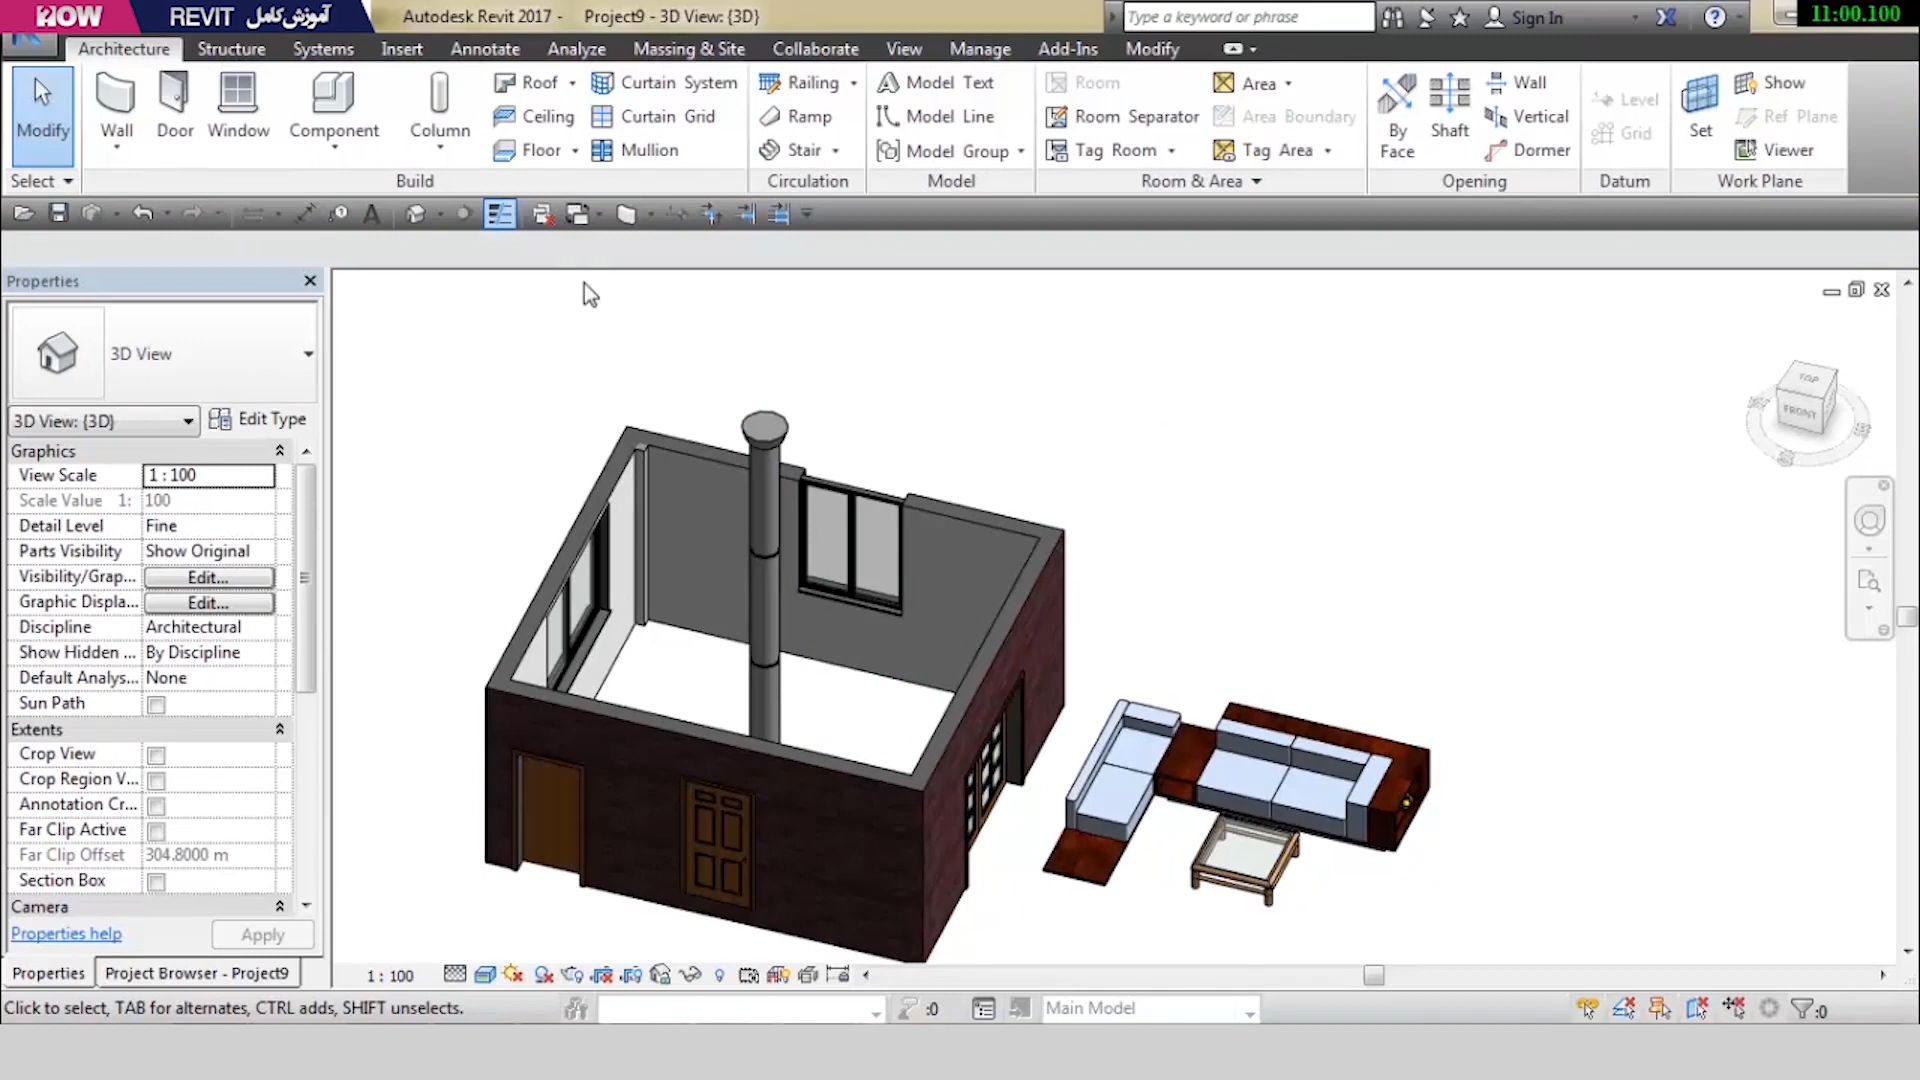 2NOW REVIT آموزش کامل
Autodesk Revit 2017 - Project9 - 3D View: {3D}
Type a keyword or phrase
Sign In
11:00.100
Architecture Structure Systems Insert Annotate Analyze Massing & Site Collaborate View Manage Add-Ins Modify
Modify
Wall Door Window Component Column
Roof Curtain System
Ceiling Curtain Grid
Floor Mullion
Railing
Ramp
Stair
Model Text
Model Line
Model Group
Room
Room Separator
Tag Room
Area
Area Boundary
Tag Area
By Face
Shaft
Wall
Vertical
Dormer
Level
Grid
Set
Show
Ref Plane
Viewer
Select Build Circulation Model Room & Area Opening Datum Work Plane
Properties
3D View
3D View: {3D} Edit Type
Graphics
View Scale 1 : 100
Scale Value 1: 100
Detail Level Fine
Parts Visibility Show Original
Visibility/Grap... Edit...
Graphic Displa... Edit...
Discipline Architectural
Show Hidden ... By Discipline
Default Analys... None
Sun Path
Extents
Crop View
Crop Region V...
Annotation Cr...
Far Clip Active
Far Clip Offset 304.8000 m
Section Box
Camera
Properties help Apply
Properties Project Browser - Project9
TOP
FRONT
1 : 100
Click to select, TAB for alternates, CTRL adds, SHIFT unselects.
:0
Main Model
:0